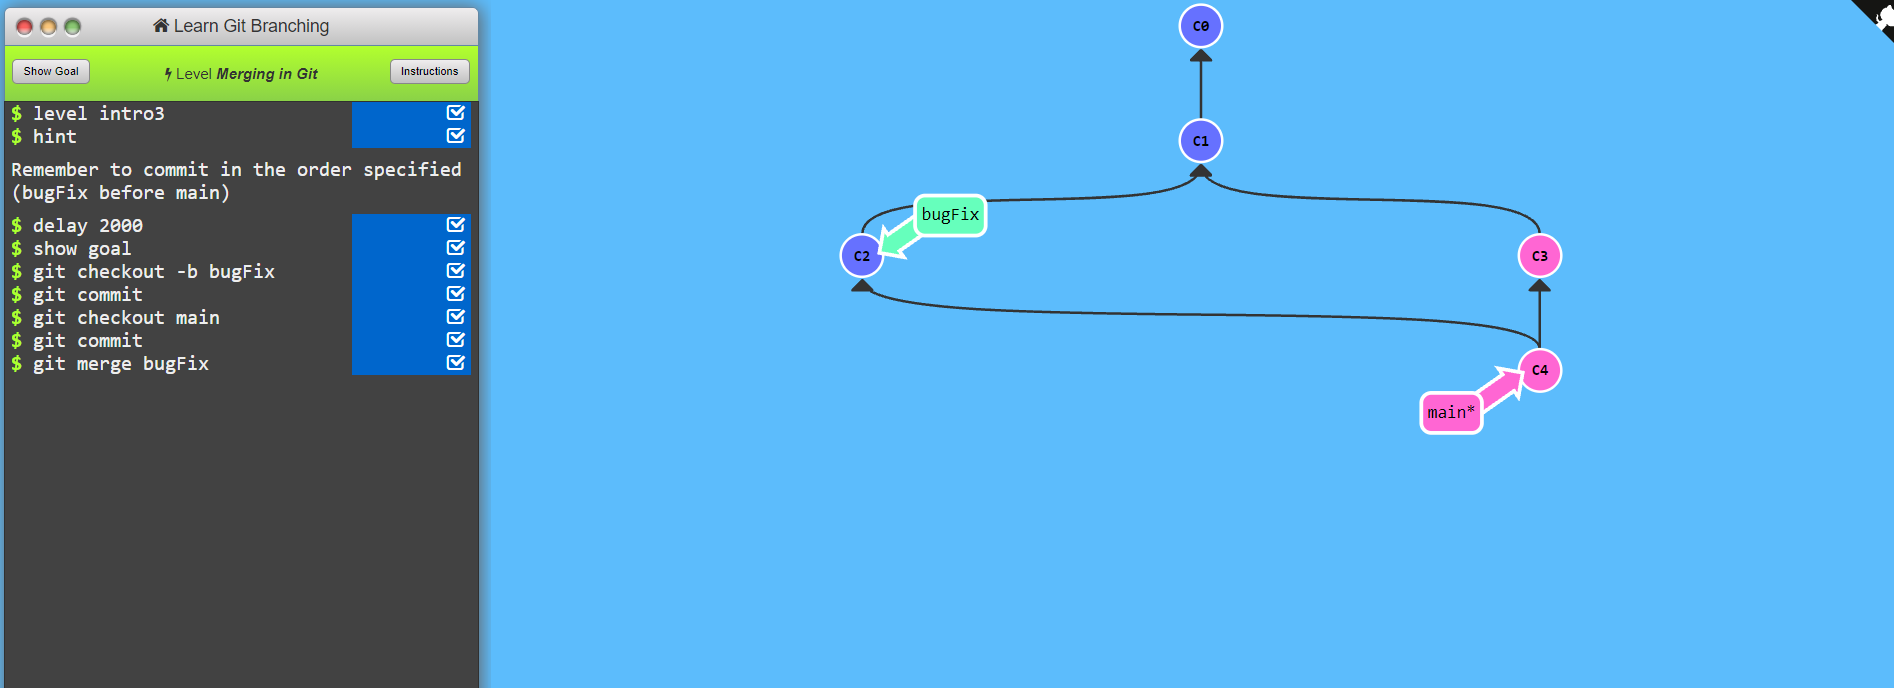 Learn Git Branching
Show Goal
Level Merging in Git
Instructions
$ level intro3
$ hint
Remember to commit in the order specified
(bugFix before main)
$ delay 2000
$ show goal
$ git checkout -b bugFix
$ git commit
$ git checkout main
$ git commit
$ git merge bugFix
C0
C1
bugFix
C2
C3
C4
main*